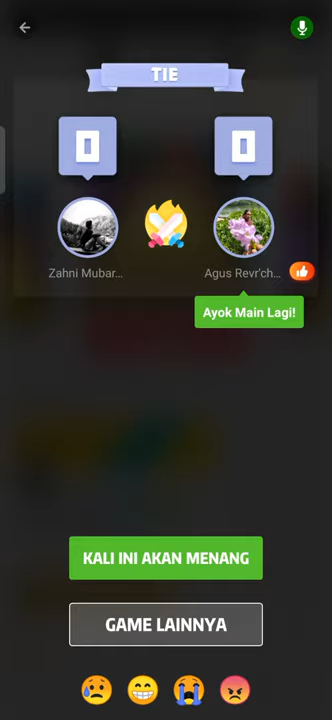 TIE
0 0
Zahni Mubar... Agus Revr'ch...
Ayok Main Lagi!
KALI INI AKAN MENANG
GAME LAINNYA